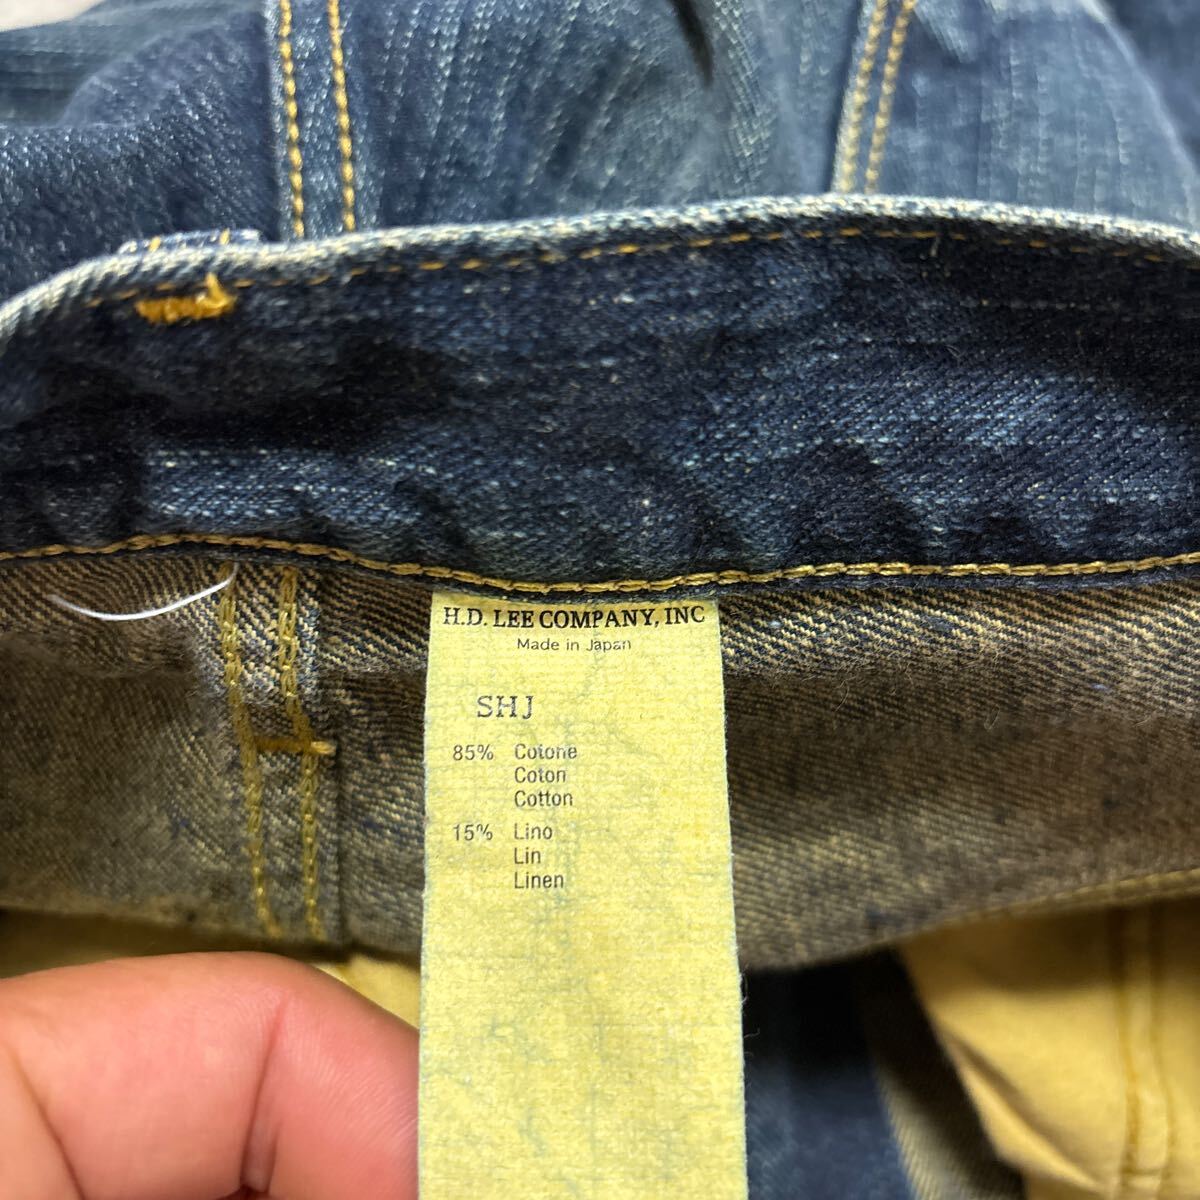 H.D. LEE COMPANY, INC
Made in Japan
SHJ
85% Cotone
Coton
Cotton
15% Lino
Lin
Linen